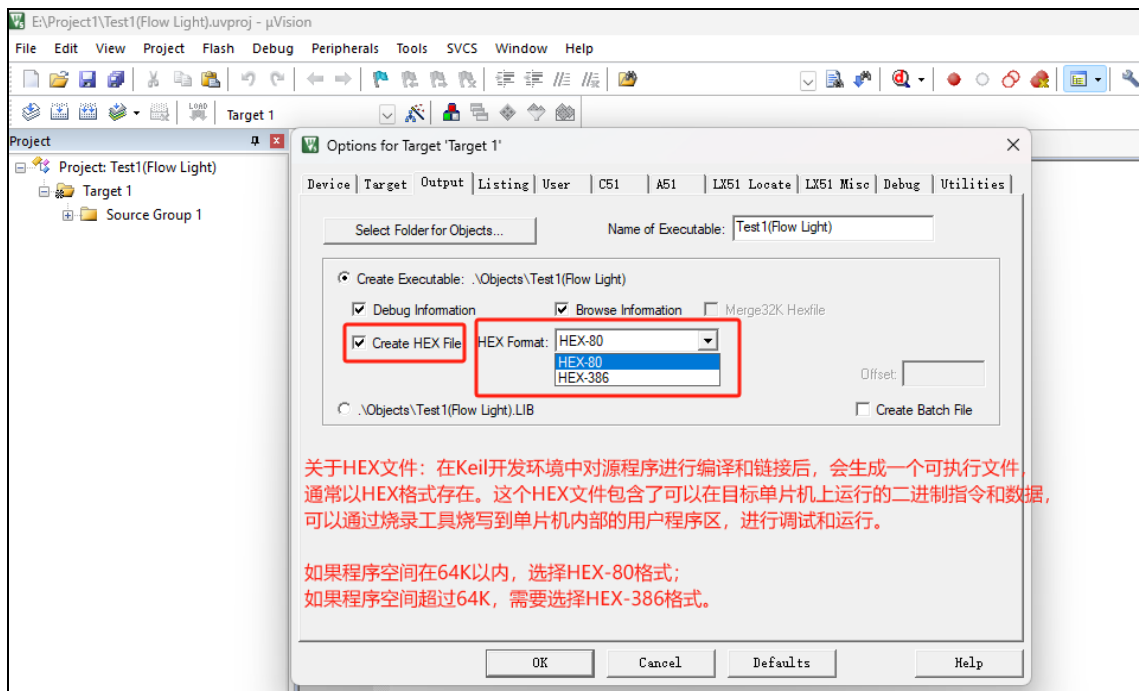 E:\Project1\Test1(Flow Light).uvproj - µVision
File Edit View Project Flash Debug Peripherals Tools SVCS Window Help
LOAD
Target 1
Project
Project: Test1(Flow Light)
Target 1
Source Group 1
Options for Target 'Target 1'
Device Target Output Listing User C51 A51 LX51 Locate LX51 Misc Debug Utilities
Select Folder for Objects... Name of Executable: Test1(Flow Light)
Create Executable: .\Objects\Test1(Flow Light)
Debug Information Browse Information Merge32K Hexfile
Create HEX File HEX Format: HEX-80
HEX-80
HEX-386
Offset:
.\Objects\Test1(Flow Light).LIB Create Batch File
关于HEX文件：在Keil开发环境中对源程序进行编译和链接后，会生成一个可执行文件，
通常以HEX格式存在。这个HEX文件包含了可以在目标单片机上运行的二进制指令和数据，
可以通过烧录工具烧写到单片机内部的用户程序区，进行调试和运行。
如果程序空间在64K以内，选择HEX-80格式；
如果程序空间超过64K，需要选择HEX-386格式。
OK Cancel Defaults Help